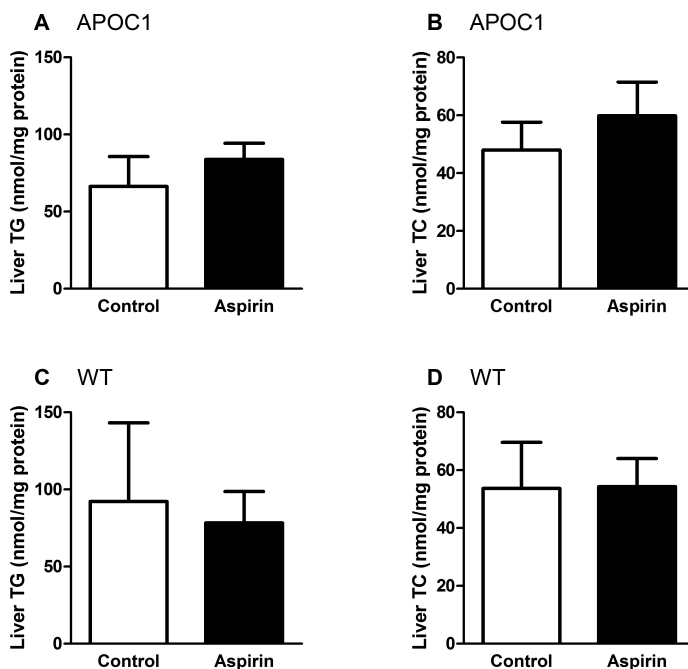 A APOC1
Liver TG (nmol/mg protein)
150
100
50
0
Control Aspirin
B APOC1
Liver TC (nmol/mg protein)
80
60
40
20
0
Control Aspirin
C WT
Liver TG (nmol/mg protein)
150
100
50
0
Control Aspirin
D WT
Liver TC (nmol/mg protein)
80
60
40
20
0
Control Aspirin